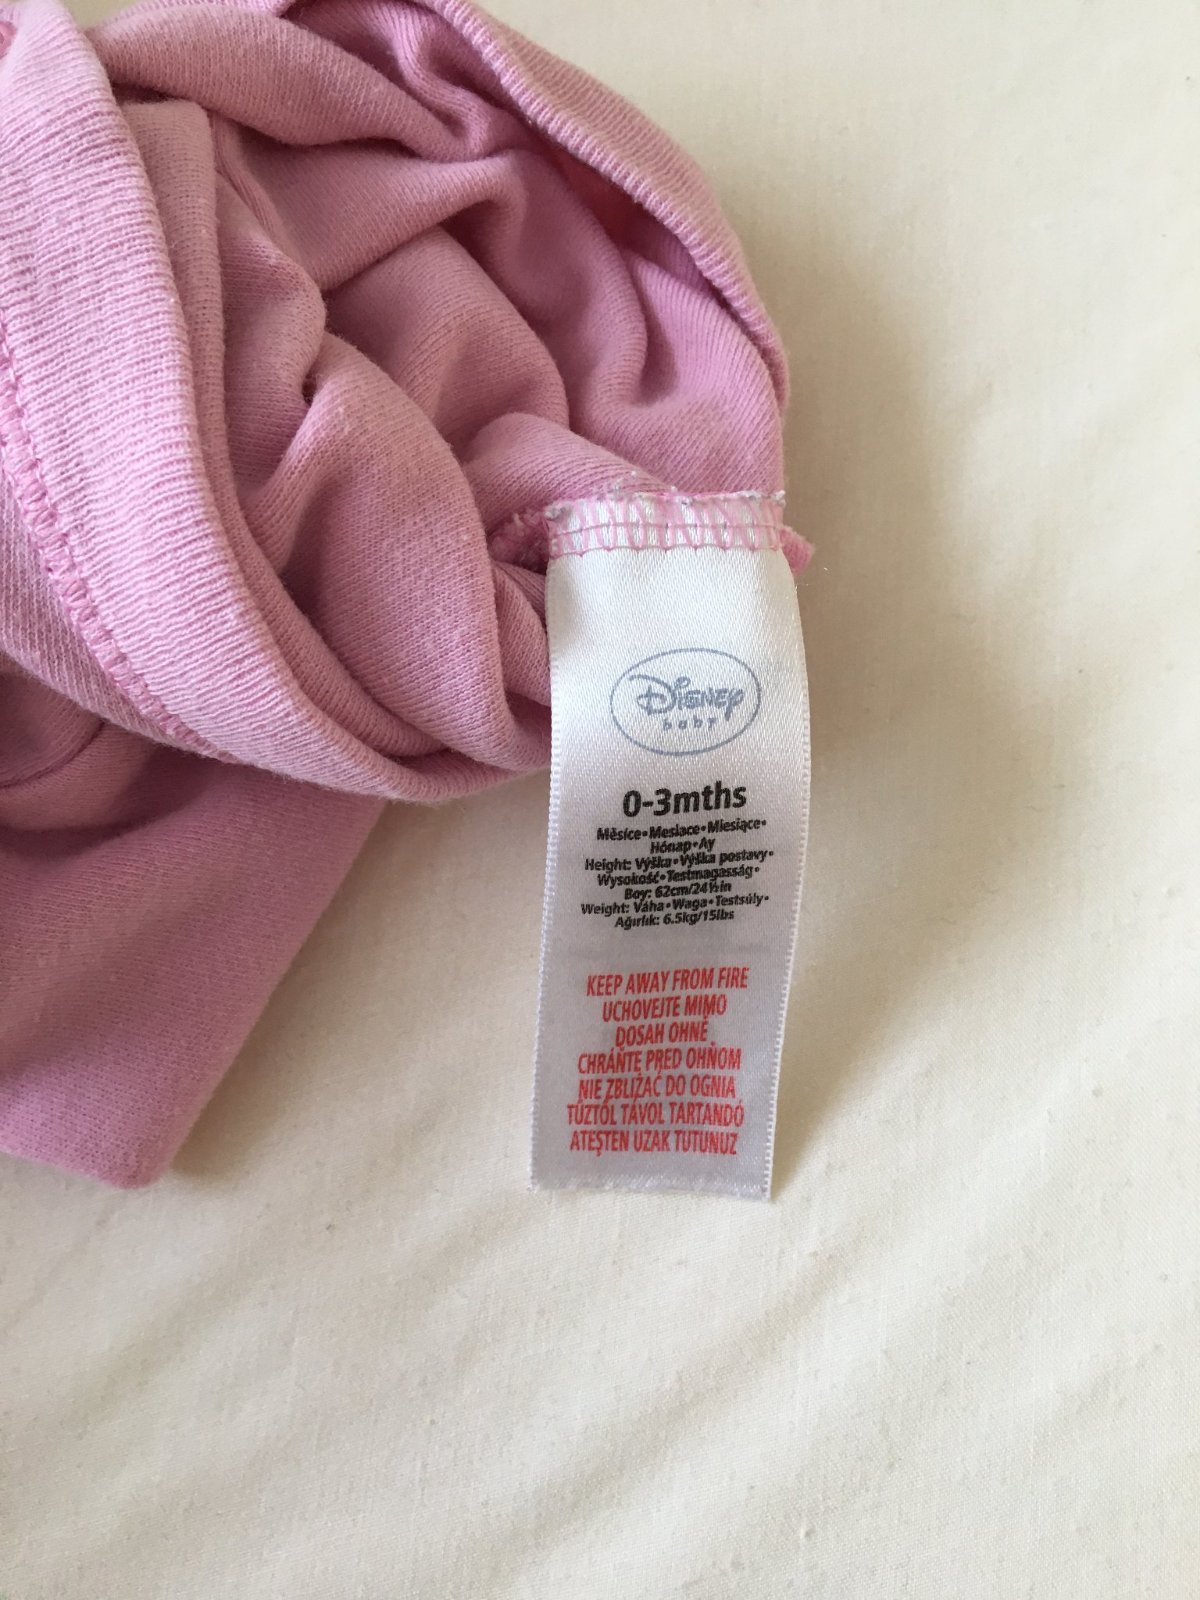 Disney
baby
0-3mths
Měsíce•Mesiace•Miesiące•
Hónap•Ay
Height: Výška•Výška postavy•
Wysokość•Testmagasság•
Boy: 62cm/24½in
Weight: Váha•Waga•Testsúly•
Ağırlık: 6.5kg/15lbs
KEEP AWAY FROM FIRE
UCHOVEJTE MIMO
DOSAH OHNĚ
CHRÁŇTE PRED OHŇOM
NIE ZBLIŻAĆ DO OGNIA
TŰZTŐL TÁVOL TARTANDÓ
ATEŞTEN UZAK TUTUNUZ